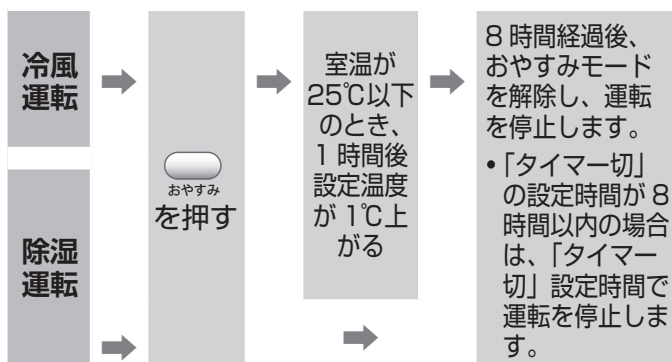 冷風
運転
除湿
運転
おやすみ
を押す
室温が
25℃以下
のとき、
1 時間後
設定温度
が 1℃上
がる
8 時間経過後、
おやすみモード
を解除し、運転
を停止します。
•「タイマー切」
の設定時間が 8
時間以内の場合
は、「タイマー
切」設定時間で
運転を停止しま
す。